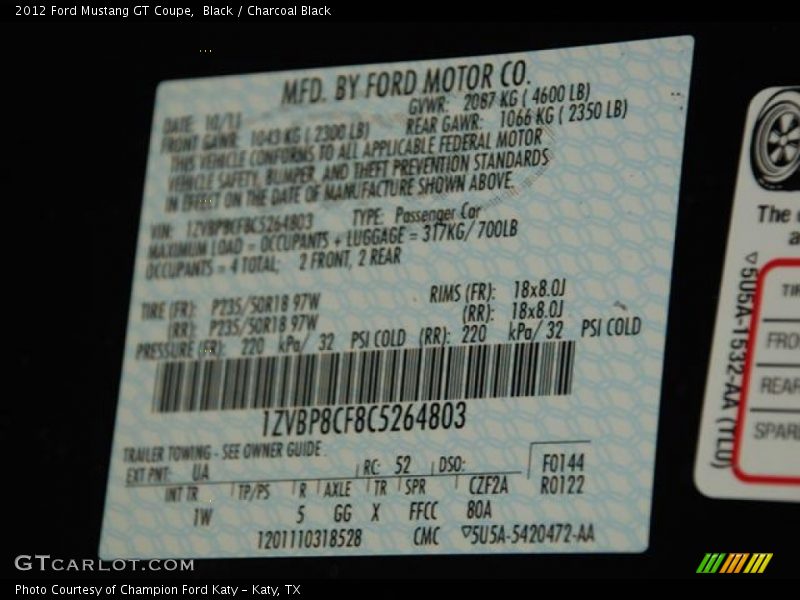 2012 Ford Mustang GT Coupe, Black / Charcoal Black
MFD. BY FORD MOTOR CO.
DATE: 10/11 GVWR: 2087 KG ( 4600 LB)
FRONT GAWR: 1043 KG ( 2300 LB) REAR GAWR: 1066 KG ( 2350 LB)
THIS VEHICLE CONFORMS TO ALL APPLICABLE FEDERAL MOTOR
VEHICLE SAFETY, BUMPER, AND THEFT PREVENTION STANDARDS
IN EFFECT ON THE DATE OF MANUFACTURE SHOWN ABOVE.
VIN: 1ZVBP8CF8C5264803 TYPE: Passenger Car
MAXIMUM LOAD = OCCUPANTS + LUGGAGE = 317KG/ 700LB
OCCUPANTS = 4 TOTAL; 2 FRONT, 2 REAR
TIRE (FR): P235/50R18 97W RIMS (FR): 18x8.0J
(RR): P235/50R18 97W (RR): 18x8.0J
PRESSURE (FR): 220 kPa/ 32 PSI COLD (RR): 220 kPa/ 32 PSI COLD
1ZVBP8CF8C5264803
TRAILER TOWING - SEE OWNER GUIDE
EXT PNT: UA RC: 52 DSO: F0144
INT TR TP/PS R AXLE TR SPR CZF2A R0122
1W 5 GG X FFCC 80A
1201110318528 CMC ▽5U5A-5420472-AA
The
▽5U5A-1532-AA (TLU)
TIR
FRO
REAR
SPAR
GTCARLOT.COM
Photo Courtesy of Champion Ford Katy - Katy, TX